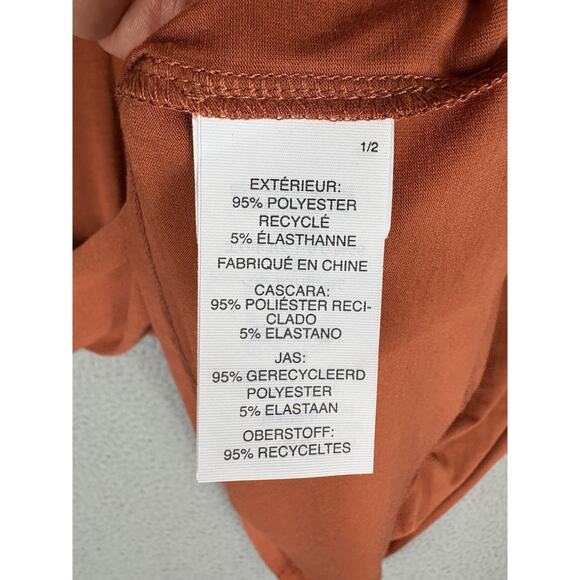 1/2
EXTÉRIEUR:
95% POLYESTER
RECYCLÉ
5% ÉLASTHANNE
FABRIQUÉ EN CHINE
CASCARA:
95% POLIÉSTER RECI-
CLADO
5% ELASTANO
JAS:
95% GERECYCLEERD
POLYESTER
5% ELASTAAN
OBERSTOFF:
95% RECYCELTES